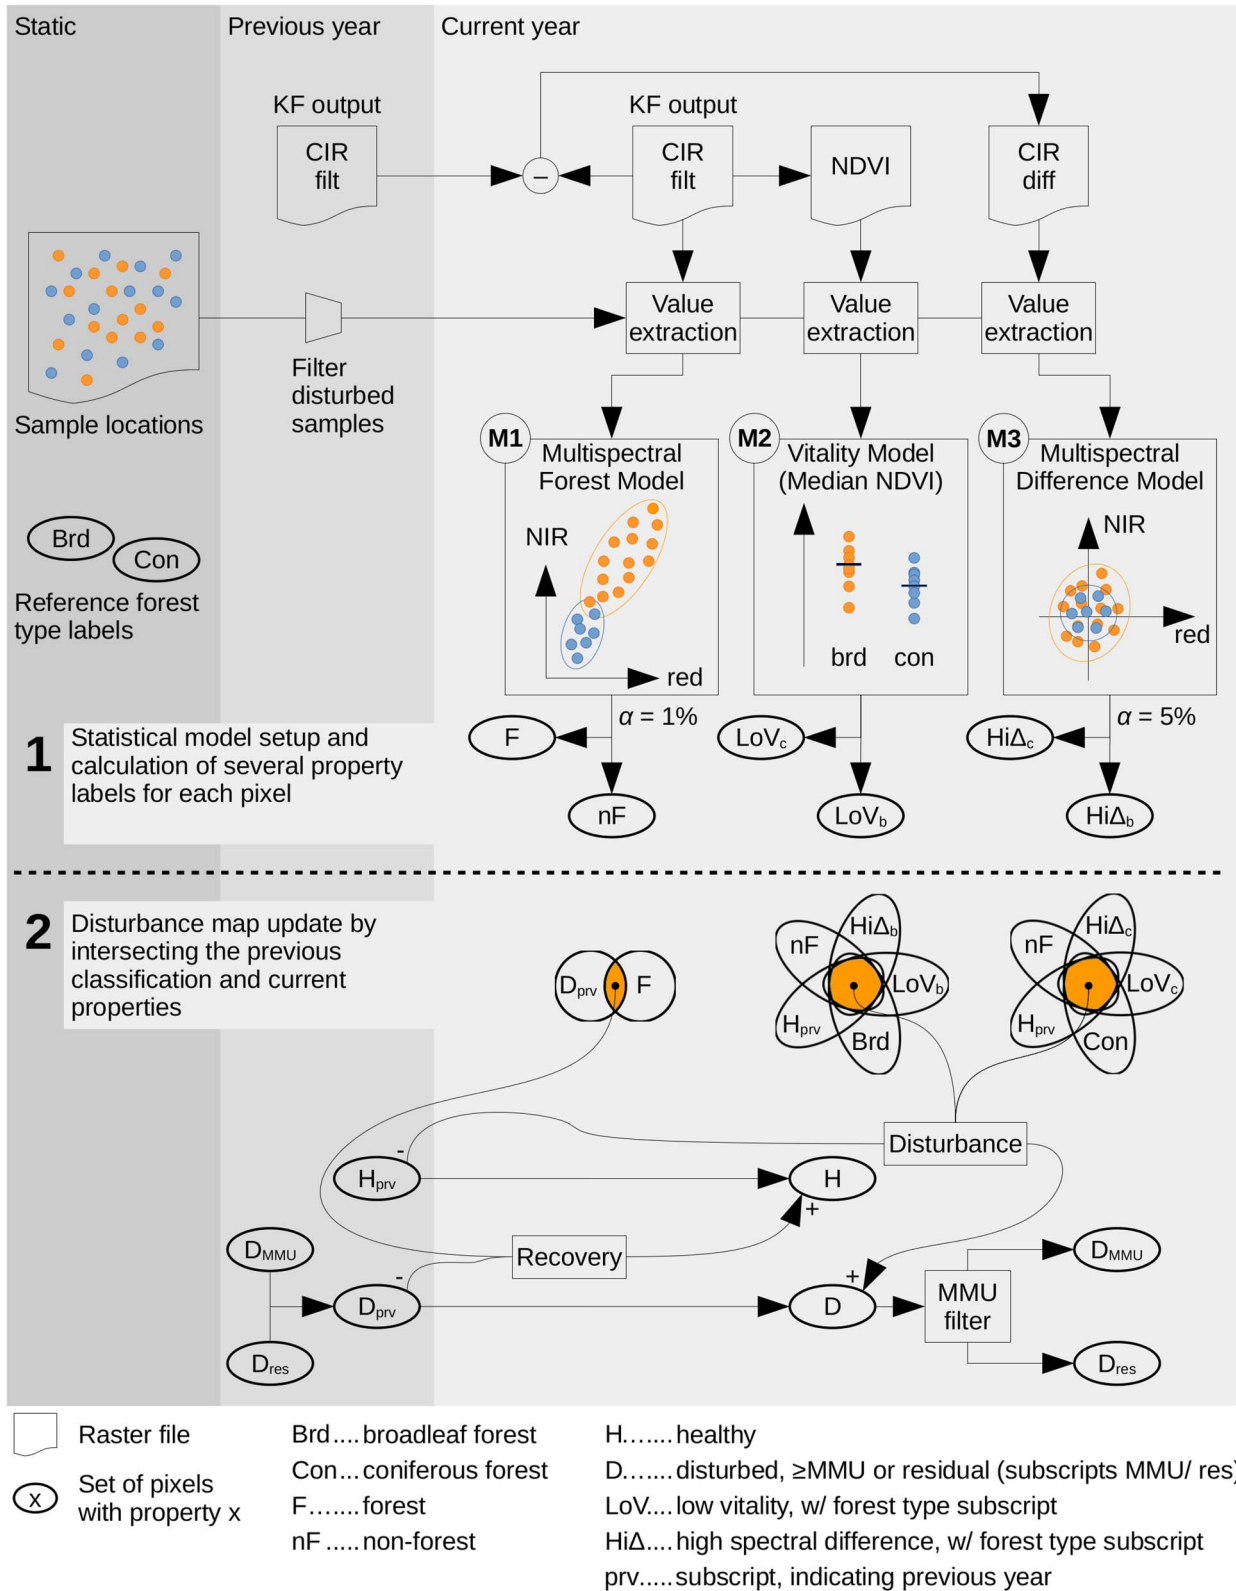 Static
Previous year
Current year
KF output
KF output
CIR
filt
–
CIR
filt
NDVI
CIR
diff
Value
extraction
Value
extraction
Value
extraction
Filter
disturbed
samples
Sample locations
M1
Multispectral
Forest Model
NIR
red
M2
Vitality Model
(Median NDVI)
brd
con
M3
Multispectral
Difference Model
NIR
red
Brd
Con
Reference forest
type labels
α = 1%
α = 5%
F
nF
LoVc
LoVb
HiΔc
HiΔb
1
Statistical model setup and
calculation of several property
labels for each pixel
2
Disturbance map update by
intersecting the previous
classification and current
properties
Dprv
F
nF
HiΔb
LoVb
Hprv
Brd
nF
HiΔc
LoVc
Hprv
Con
Disturbance
-
Hprv
H
+
DMMU
Recovery
-
Dprv
+
D
MMU
filter
DMMU
Dres
Dres
Raster file
x
Set of pixels
with property x
Brd....broadleaf forest
Con...coniferous forest
F…....forest
nF .....non-forest
H…....healthy
D…....disturbed, ≥MMU or residual (subscripts MMU/ res)
LoV....low vitality, w/ forest type subscript
HiΔ....high spectral difference, w/ forest type subscript
prv.....subscript, indicating previous year